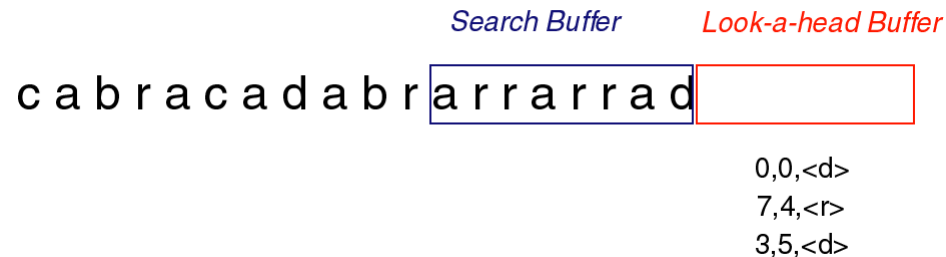 Search Buffer Look-a-head Buffer
c a b r a c a d a b r a r r a r r a d
0,0,<d>
7,4,<r>
3,5,<d>